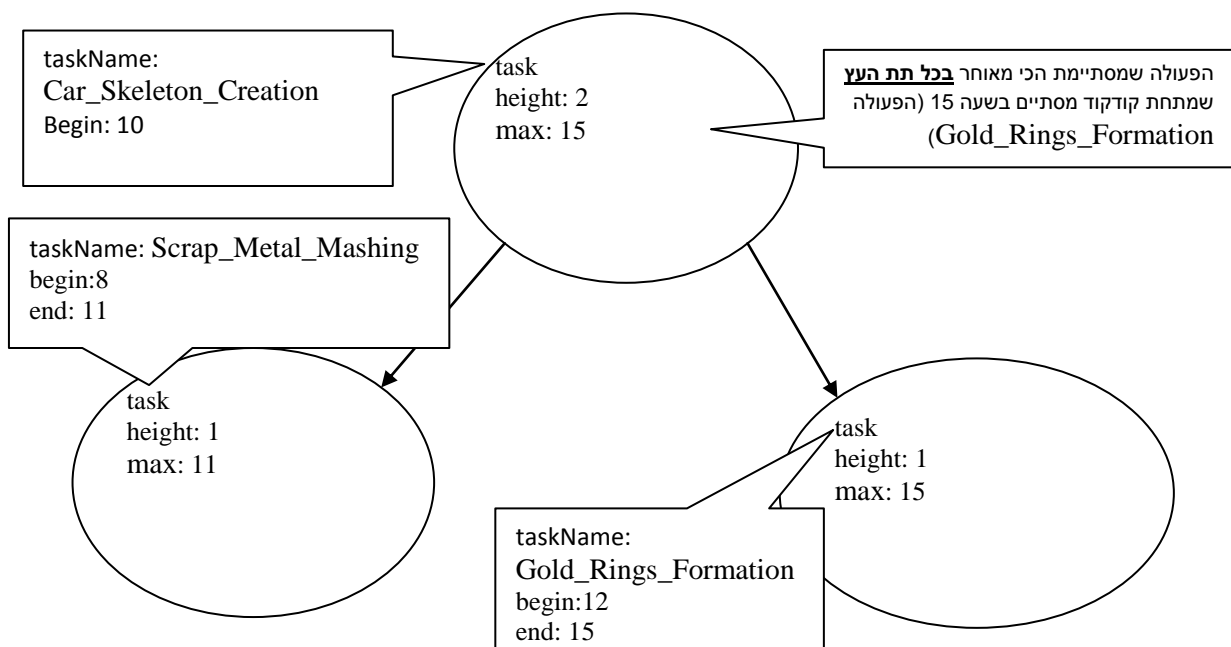 taskName:
Car_Skeleton_Creation
Begin: 10
task
height: 2
max: 15
הפעולה שמסתיימת הכי מאוחר בכל תת העץ
שמתחת קודקוד מסתיים בשעה 15 (הפעולה
Gold_Rings_Formation)
taskName: Scrap_Metal_Mashing
begin:8
end: 11
task
height: 1
max: 11
task
height: 1
max: 15
taskName:
Gold_Rings_Formation
begin:12
end: 15